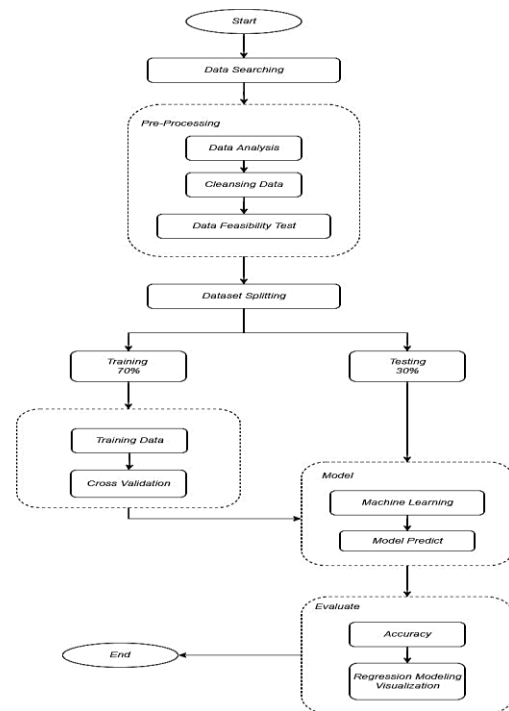 Start
Data Searching
Pre-Processing
Data Analysis
Cleansing Data
Data Feasibility Test
Dataset Splitting
Training
70%
Testing
30%
Training Data
Cross Validation
Model
Machine Learning
Model Predict
Evaluate
Accuracy
Regression Modeling
Visualization
End